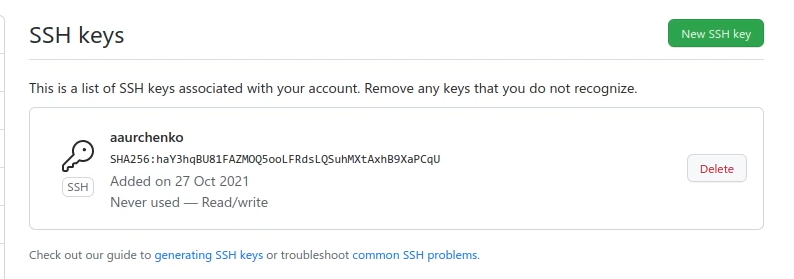 SSH keys
New SSH key
This is a list of SSH keys associated with your account. Remove any keys that you do not recognize.
aaurchenko
SHA256:haY3hqBU81FAZMOQ5ooLFRdsLQSuhMXtAxhB9XaPCqU
SSH
Added on 27 Oct 2021
Never used — Read/write
Delete
Check out our guide to generating SSH keys or troubleshoot common SSH problems.